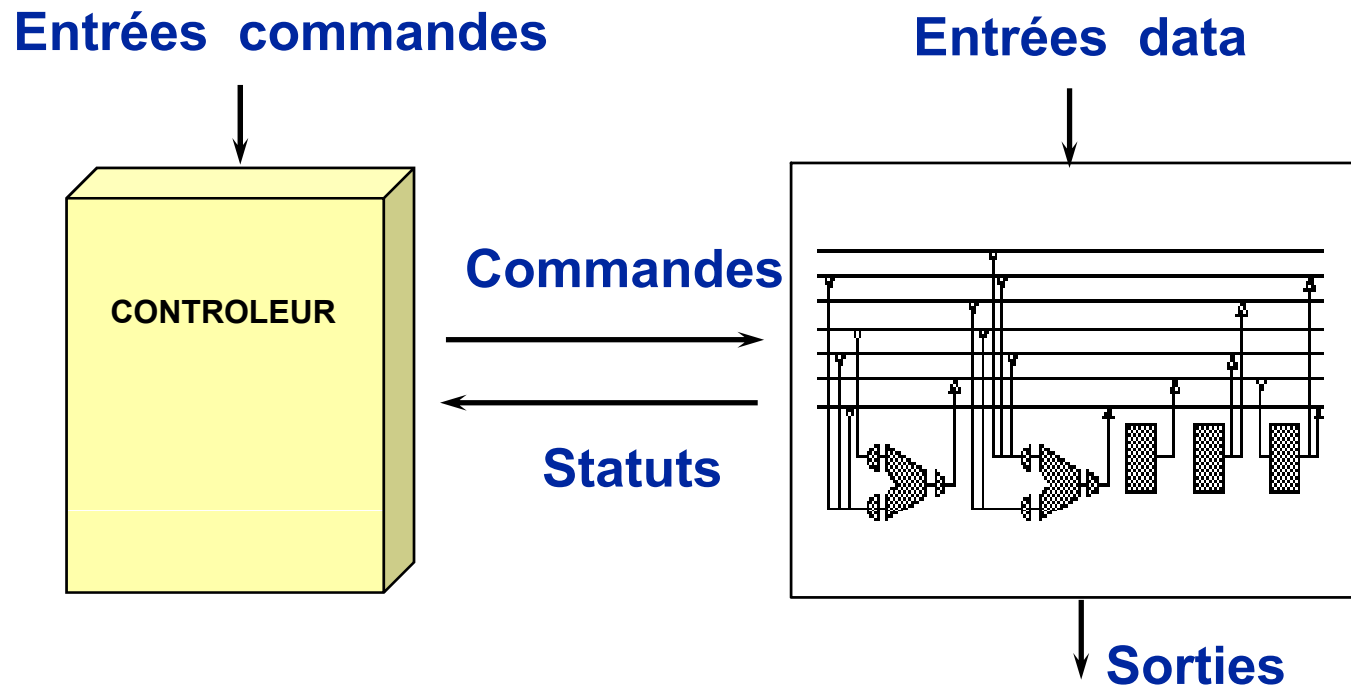 Entrées commandes
Entrées data
CONTROLEUR
Commandes
Statuts
Sorties